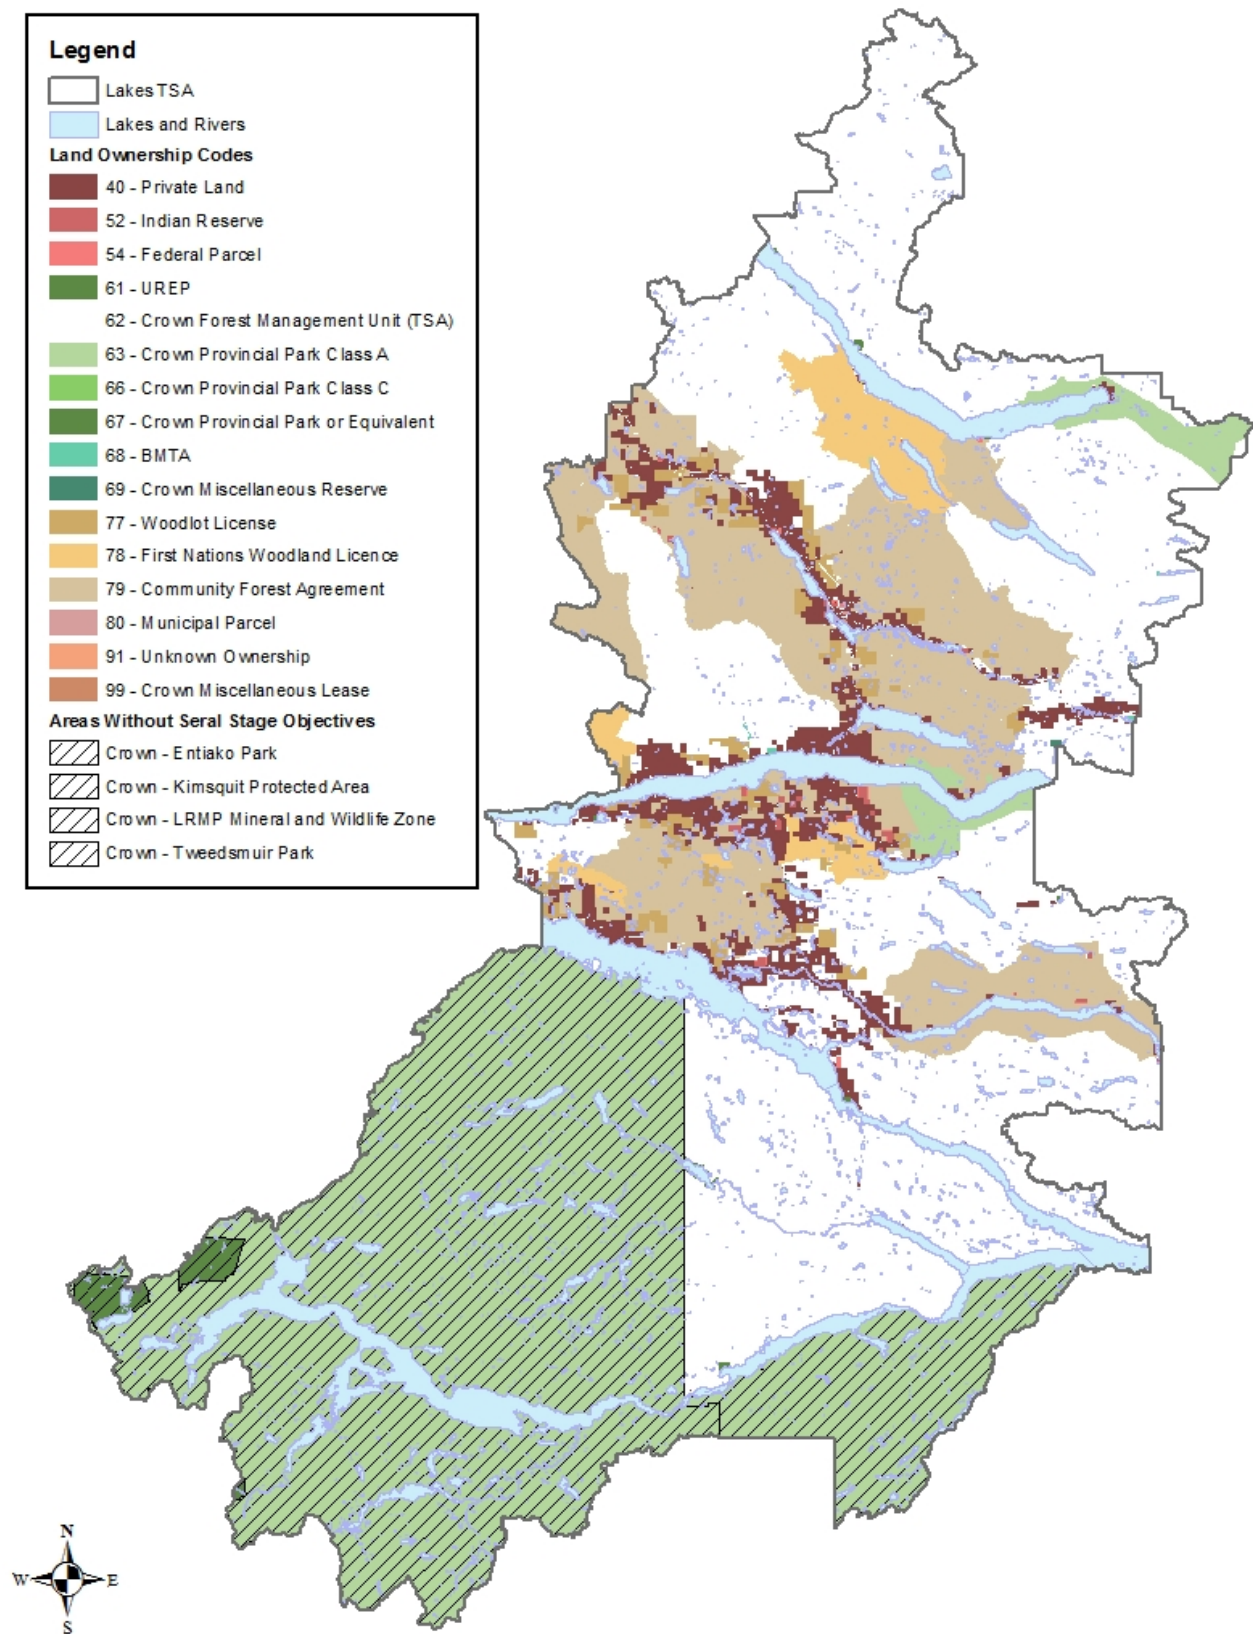 Legend
Lakes TSA
Lakes and Rivers
Land Ownership Codes
40 - Private Land
52 - Indian Reserve
54 - Federal Parcel
61 - UREP
62 - Crown Forest Management Unit (TSA)
63 - Crown Provincial Park Class A
66 - Crown Provincial Park Class C
67 - Crown Provincial Park or Equivalent
68 - BMTA
69 - Crown Miscellaneous Reserve
77 - Woodlot License
78 - First Nations Woodland Licence
79 - Community Forest Agreement
80 - Municipal Parcel
91 - Unknown Ownership
99 - Crown Miscellaneous Lease
Areas Without Seral Stage Objectives
Crown - Entiako Park
Crown - Kimsquit Protected Area
Crown - LRMP Mineral and Wildlife Zone
Crown - Tweedsmuir Park
N
W E
S